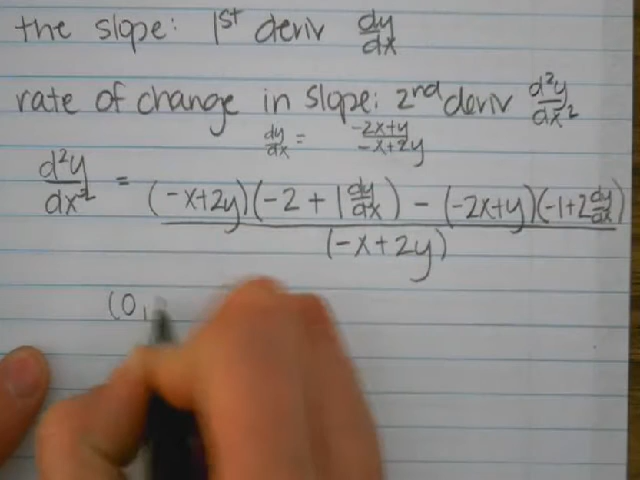 the slope: 1st deriv dy/dx
rate of change in slope: 2nd deriv d²y/dx²
dy/dx = (-2x+y)/(-x+2y)
d²y/dx² = ((-x+2y)(-2 + 1 dy/dx) - (-2x+y)(-1+2 dy/dx))/(-x+2y)
(0,